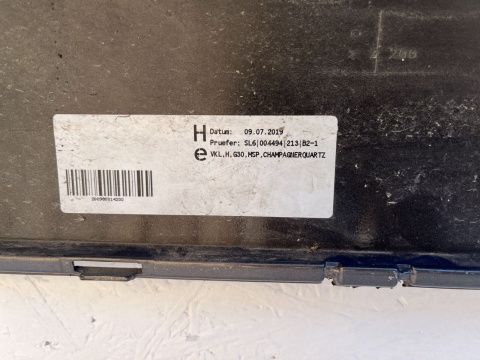 H
e
Datum: 09.07.2019
Pruefer: SL6|004494|213|B2-1
VKL,H,G30,MSP,CHAMPAGNERQUARTZ